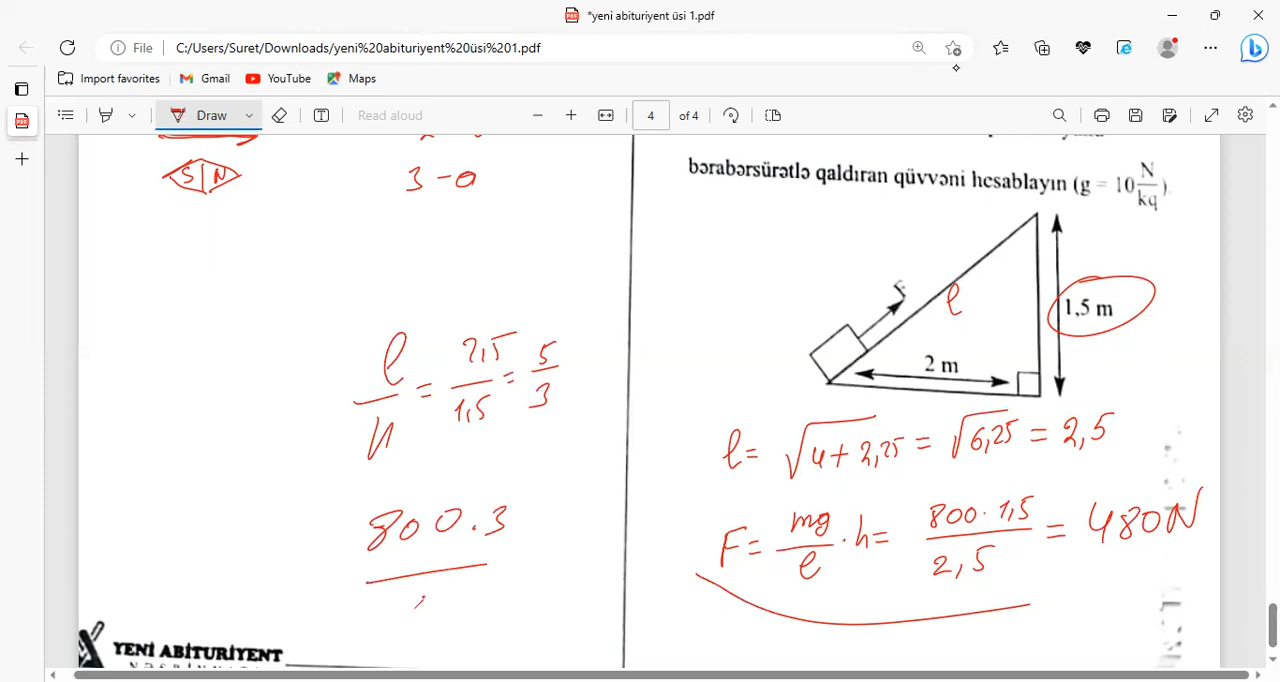 *yeni abituriyent üsi 1.pdf
File C:/Users/Suret/Downloads/yeni%20abituriyent%20üsi%201.pdf
Import favorites Gmail YouTube Maps
Draw Read aloud 4 of 4
S|N
3 - a
l/h = 2,5/1,5 = 5/3
800 · 3
YENİ ABİTURİYENT
bərabərsürətlə qaldıran qüvvəni hesablayın (g = 10 N/kq).
F
l
1,5 m
2 m
l = √4 + 2,25 = √6,25 = 2,5
F = mg/l · h = 800 · 1,5/2,5 = 480N